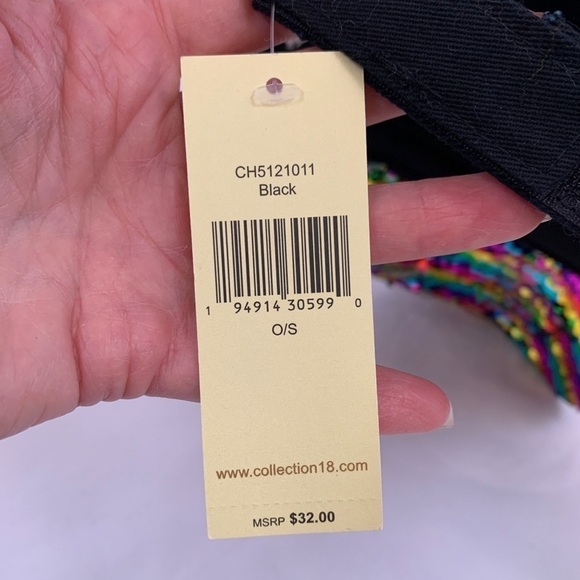 CH5121011
Black
1 94914 30599 0
O/S
www.collection18.com
MSRP $32.00